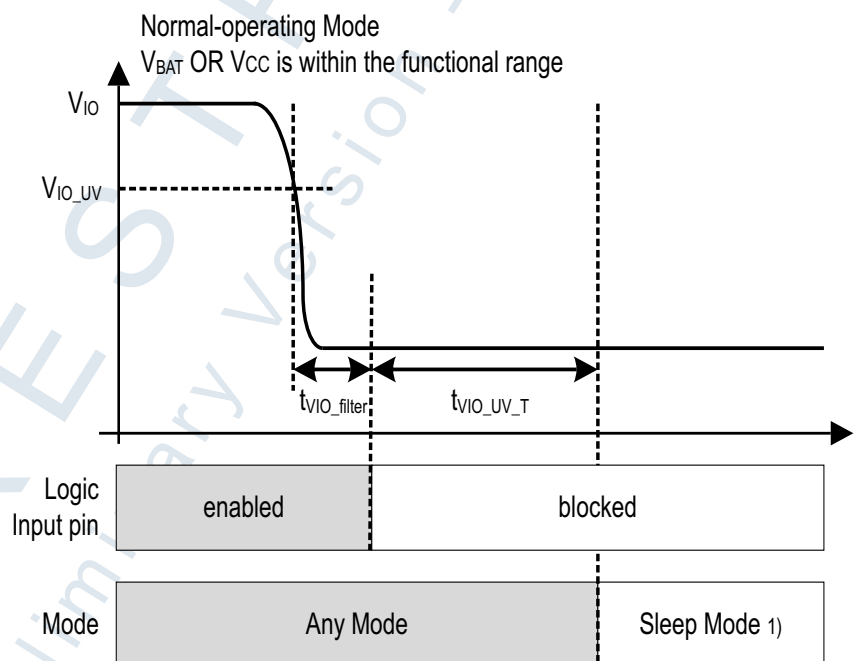 Normal-operating Mode
VBAT OR VCC is within the functional range
VIO
VIO_UV
tVIO_filter
tVIO_UV_T
Logic
Input pin
enabled
blocked
Mode
Any Mode
Sleep Mode 1)